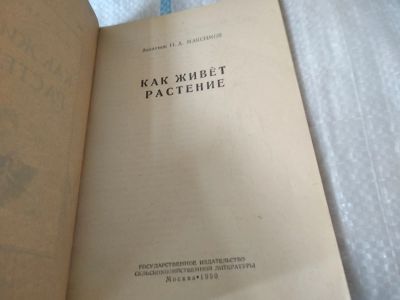 Академик Н. А. МАКСИМОВ
КАК ЖИВЁТ
РАСТЕНИЕ
ГОСУДАРСТВЕННОЕ ИЗДАТЕЛЬСТВО
СЕЛЬСКОХОЗЯЙСТВЕННОЙ ЛИТЕРАТУРЫ
Москва • 1950